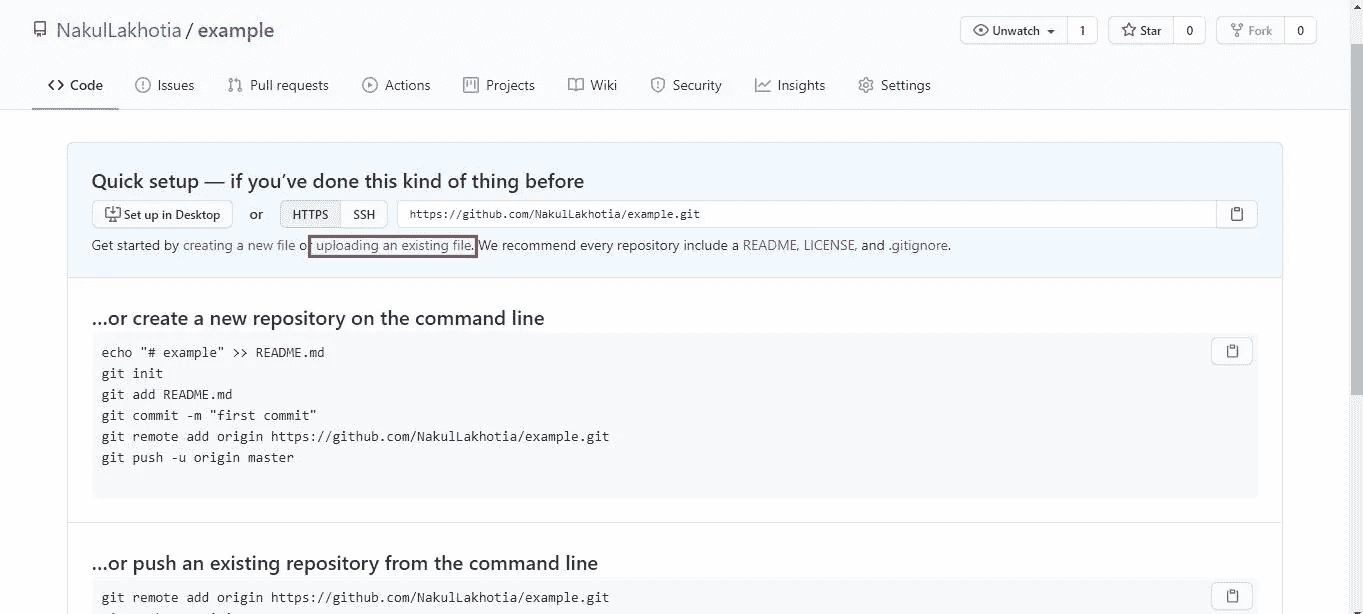 NakulLakhotia / example
Unwatch 1 Star 0 Fork 0
Code Issues Pull requests Actions Projects Wiki Security Insights Settings
Quick setup — if you’ve done this kind of thing before
Set up in Desktop or HTTPS SSH https://github.com/NakulLakhotia/example.git
Get started by creating a new file or uploading an existing file. We recommend every repository include a README, LICENSE, and .gitignore.
…or create a new repository on the command line
echo "# example" >> README.md
git init
git add README.md
git commit -m "first commit"
git remote add origin https://github.com/NakulLakhotia/example.git
git push -u origin master
…or push an existing repository from the command line
git remote add origin https://github.com/NakulLakhotia/example.git